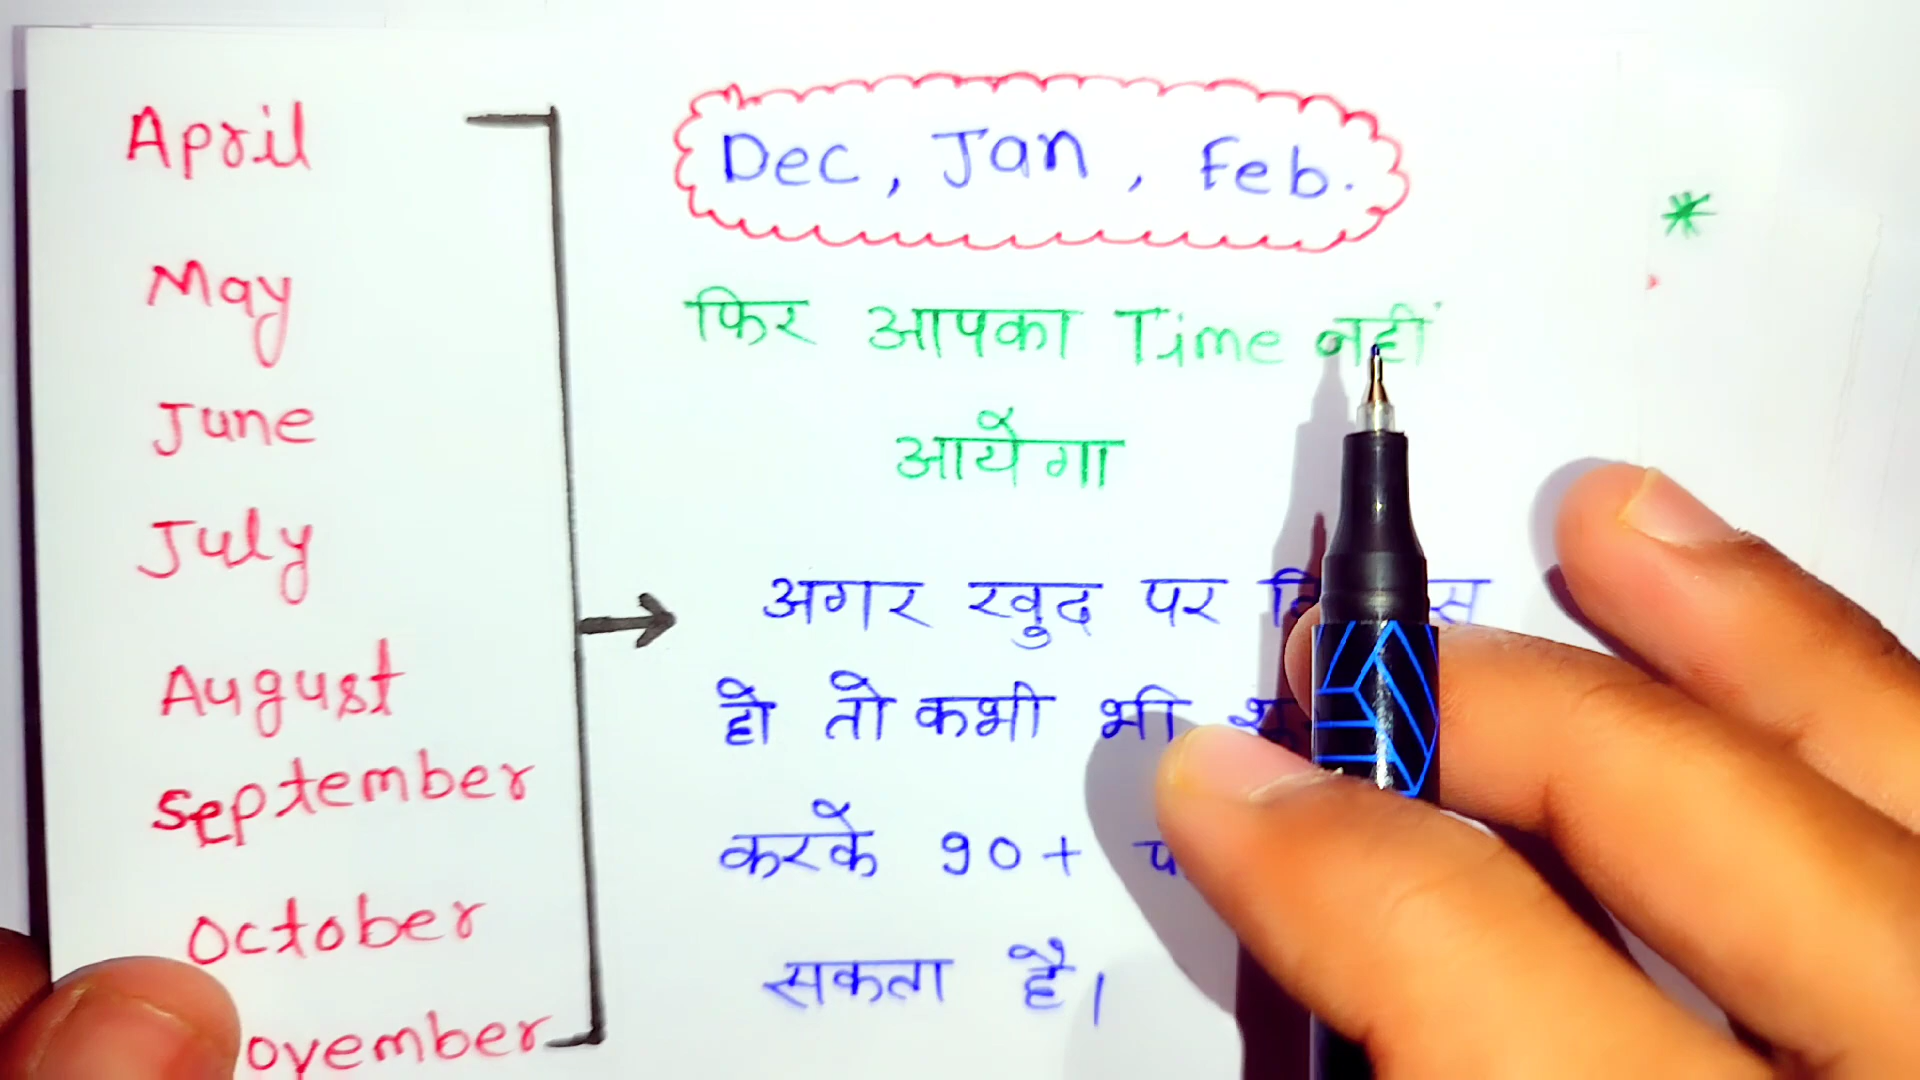 April
May
June
July
August
September
October
ovember
Dec, Jan, Feb.
फिर आपका Time नहीं
आयेगा
अगर खुद पर
हो तो कभी भी
करके 90+
सकता है।